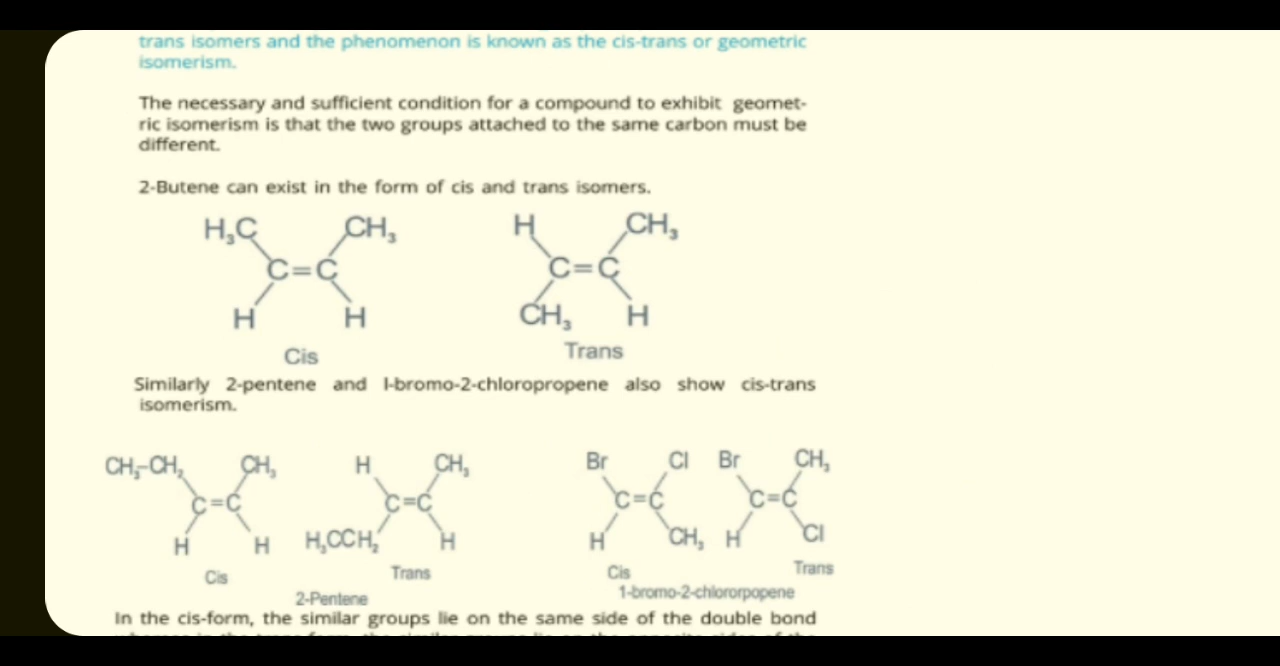 trans isomers and the phenomenon is known as the cis-trans or geometric
isomerism.
The necessary and sufficient condition for a compound to exhibit geomet-
ric isomerism is that the two groups attached to the same carbon must be
different.
2-Butene can exist in the form of cis and trans isomers.
H₃C CH₃ H CH₃
C=C C=C
H H CH₃ H
Cis Trans
Similarly 2-pentene and l-bromo-2-chloropropene also show cis-trans
isomerism.
CH₃-CH₂ CH₃ H CH₃ Br Cl Br CH₃
C=C C=C C=C C=C
H H H₃CCH₂ H H CH₃ H Cl
Cis Trans Cis Trans
2-Pentene 1-bromo-2-chlororpopene
In the cis-form, the similar groups lie on the same side of the double bond